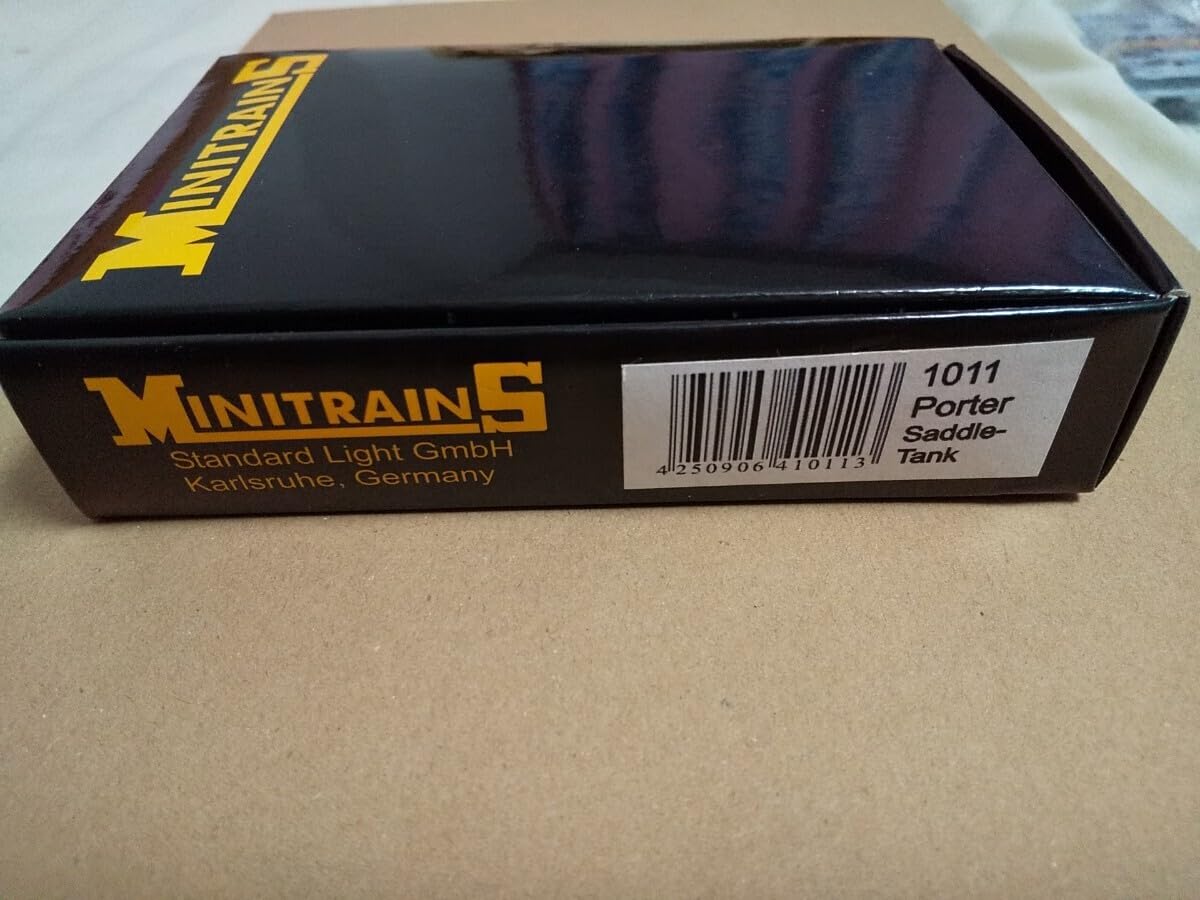 MINITRAINS
MINITRAINS
Standard Light GmbH
Karlsruhe, Germany
1011
Porter
Saddle-
Tank
4 250906 410113